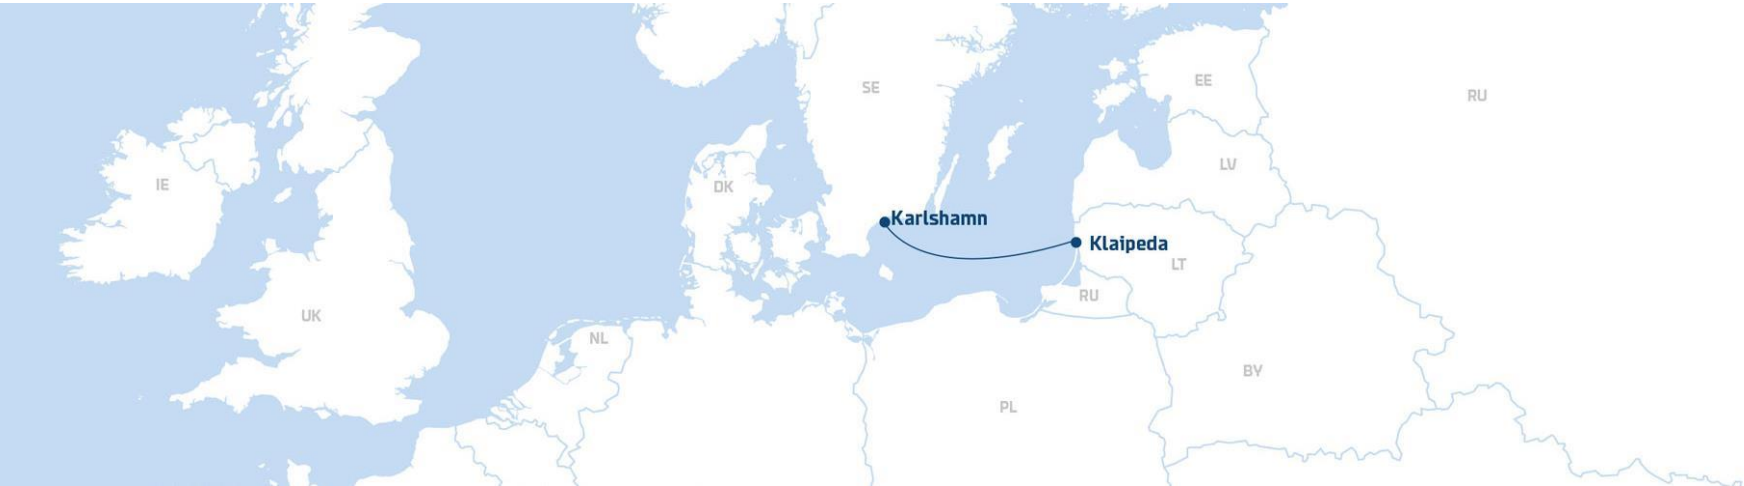 SE
EE
RU
LV
IE
DK
Karlshamn
Klaipeda
LT
RU
UK
NL
BY
PL